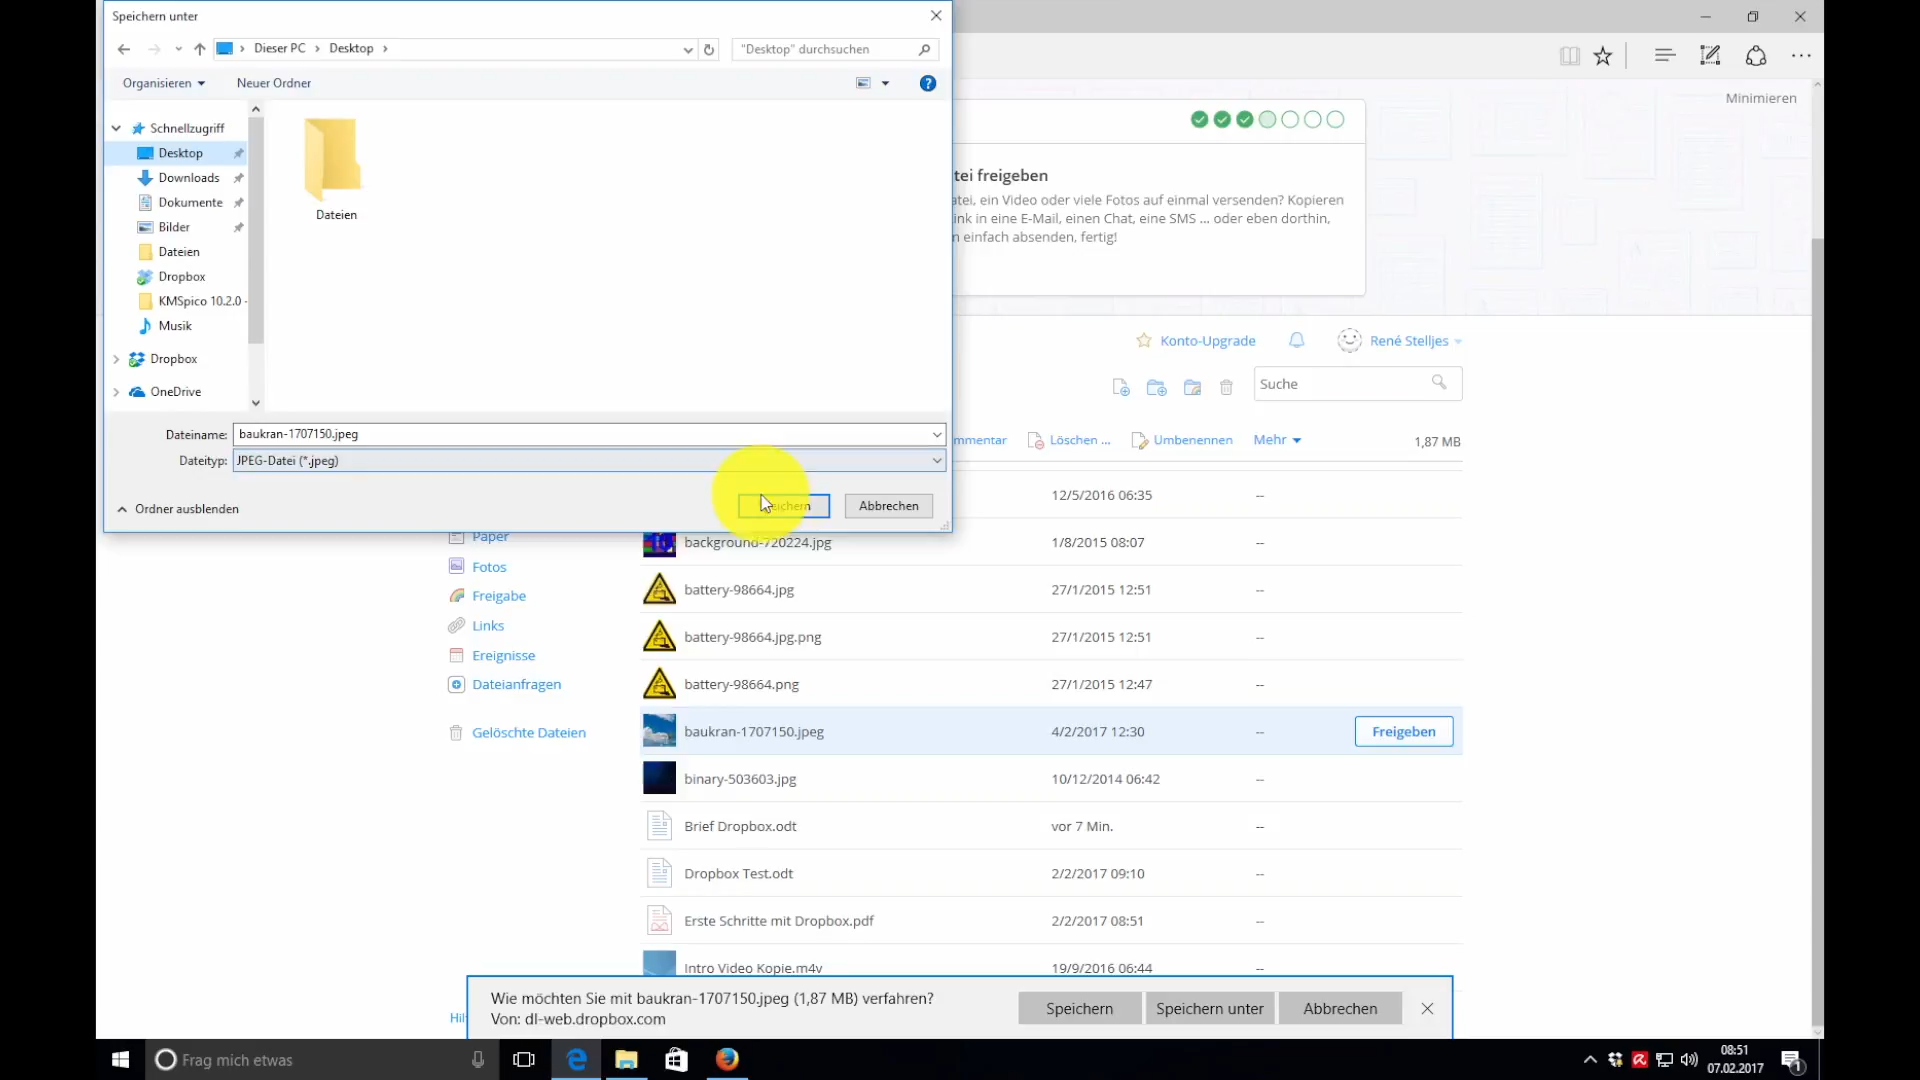 Speichern unter
Dieser PC
Desktop
"Desktop" durchsuchen
Organisieren
Neuer Ordner
?
Schnellzugriff
Desktop
Downloads
Dokumente
Bilder
Dateien
Dropbox
KMSpico 10.2.0 -
Musik
Dropbox
OneDrive
Dateien
Dateiname: baukran-1707150.jpeg
Dateityp: JPEG-Datei (*.jpeg)
Ordner ausblenden
Abbrechen
Minimieren
tei freigeben
atei, ein Video oder viele Fotos auf einmal versenden? Kopieren
ink in eine E-Mail, einen Chat, eine SMS ... oder eben dorthin,
n einfach absenden, fertig!
Konto-Upgrade
René Stelljes
Suche
mmentar
Löschen ...
Umbenennen
Mehr
1,87 MB
12/5/2016 06:35 --
Paper
Fotos
Freigabe
Links
Ereignisse
Dateianfragen
Gelöschte Dateien
background-720224.jpg 1/8/2015 08:07 --
battery-98664.jpg 27/1/2015 12:51 --
battery-98664.jpg.png 27/1/2015 12:51 --
battery-98664.png 27/1/2015 12:47 --
baukran-1707150.jpeg 4/2/2017 12:30 -- Freigeben
binary-503603.jpg 10/12/2014 06:42 --
Brief Dropbox.odt vor 7 Min. --
Dropbox Test.odt 2/2/2017 09:10 --
Erste Schritte mit Dropbox.pdf 2/2/2017 08:51 --
Intro Video Kopie.m4v 19/9/2016 06:44 --
Hil
Wie möchten Sie mit baukran-1707150.jpeg (1,87 MB) verfahren?
Von: dl-web.dropbox.com
Speichern
Speichern unter
Abbrechen
Frag mich etwas
08:51
07.02.2017
1